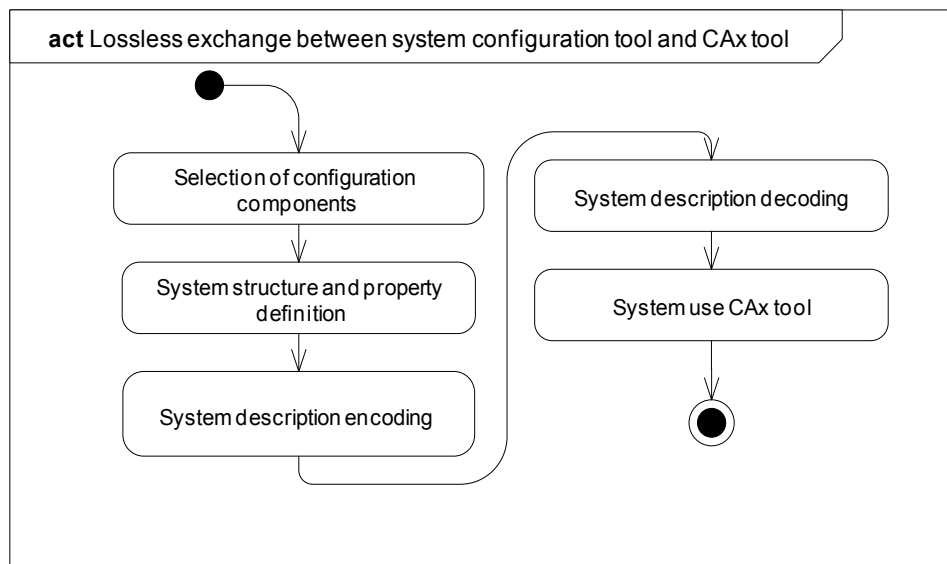 act Lossless exchange between system configuration tool and CAx tool
Selection of configuration
components
System structure and property
definition
System description encoding
System description decoding
System use CAx tool